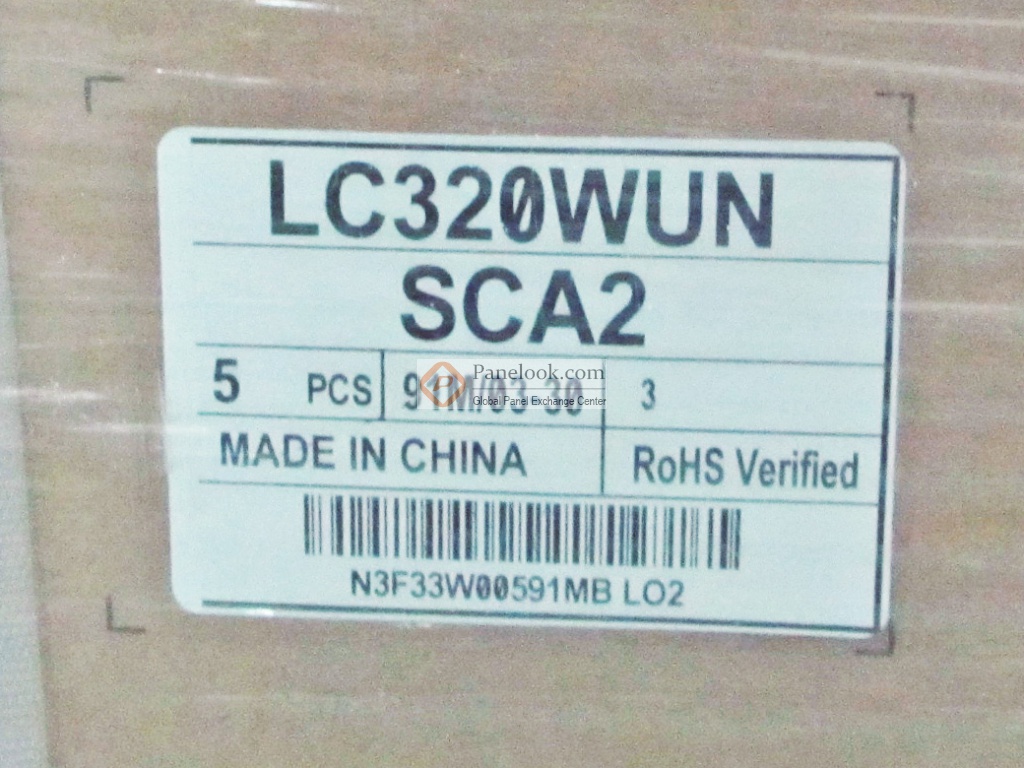 LC320WUN
SCA2
5 PCS 3
Panelook.com
Global Panel Exchange Center
MADE IN CHINA RoHS Verified
N3F33W00591MB LO2